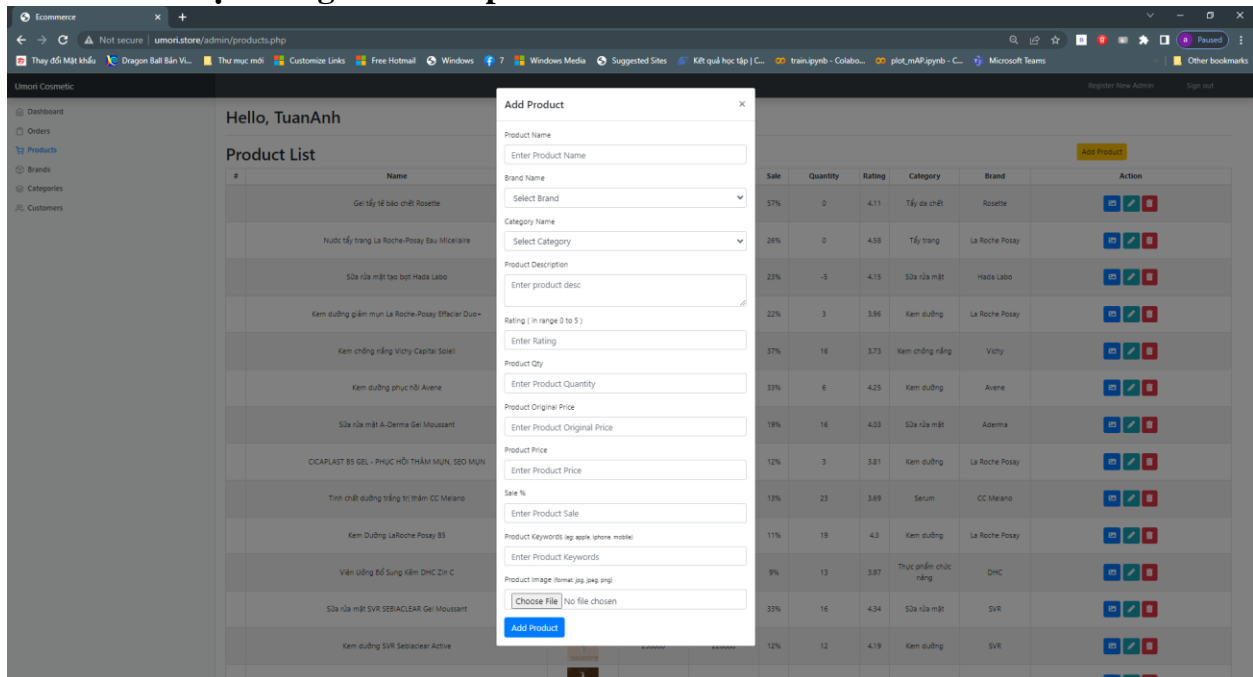 Ecommerce
Not secure | umori.store/admin/products.php
Paused
Thay đổi Mật khẩu Dragon Ball Bản Vi... Thư mục mới Customize Links Free Hotmail Windows 7 Windows Media Suggested Sites Kết quả học tập | C... train.ipynb - Colabo... plot_mAP.ipynb - C... Microsoft Teams Other bookmarks
Umori Cosmetic Register New Admin Sign out
Dashboard
Orders
Products
Brands
Categories
Customers
Hello, TuanAnh
Product List Add Product
# Name Sale Quantity Rating Category Brand Action
Gel tẩy tế bào chết Rosette 57% 0 4.11 Tẩy da chết Rosette
Nước tẩy trang La Roche-Posay Eau Micellaire 26% 0 4.58 Tẩy trang La Roche Posay
Sữa rửa mặt tạo bọt Hada Labo 23% -5 4.15 Sữa rửa mặt Hada Labo
Kem dưỡng giảm mụn La Roche-Posay Effaclar Duo+ 22% 3 3.96 Kem dưỡng La Roche Posay
Kem chống nắng Vichy Capital Soleil 37% 16 3.73 Kem chống nắng Vichy
Kem dưỡng phục hồi Avene 33% 6 4.25 Kem dưỡng Avene
Sữa rửa mặt A-Derma Gel Moussant 19% 16 4.03 Sữa rửa mặt Aderma
CICAPLAST B5 GEL - PHỤC HỒI THÂM MỤN, SẸO MỤN 12% 3 3.81 Kem dưỡng La Roche Posay
Tinh chất dưỡng trắng trị thâm CC Melano 13% 23 3.69 Serum CC Melano
Kem Dưỡng LaRoche Posay B5 11% 19 4.3 Kem dưỡng La Roche Posay
Viên Uống Bổ Sung Kẽm DHC Zin C 9% 13 3.87 Thực phẩm chức năng DHC
Sữa rửa mặt SVR SEBIACLEAR Gel Moussant 33% 16 4.34 Sữa rửa mặt SVR
Kem dưỡng SVR Sebiaclear Active 12% 12 4.19 Kem dưỡng SVR
Add Product ×
Product Name
Enter Product Name
Brand Name
Select Brand
Category Name
Select Category
Product Description
Enter product desc
Rating ( in range 0 to 5 )
Enter Rating
Product Qty
Enter Product Quantity
Product Original Price
Enter Product Original Price
Product Price
Enter Product Price
Sale %
Enter Product Sale
Product Keywords (eg: apple, iphone, mobile)
Enter Product Keywords
Product Image (format: jpg, jpeg, png)
Choose File No file chosen
Add Product